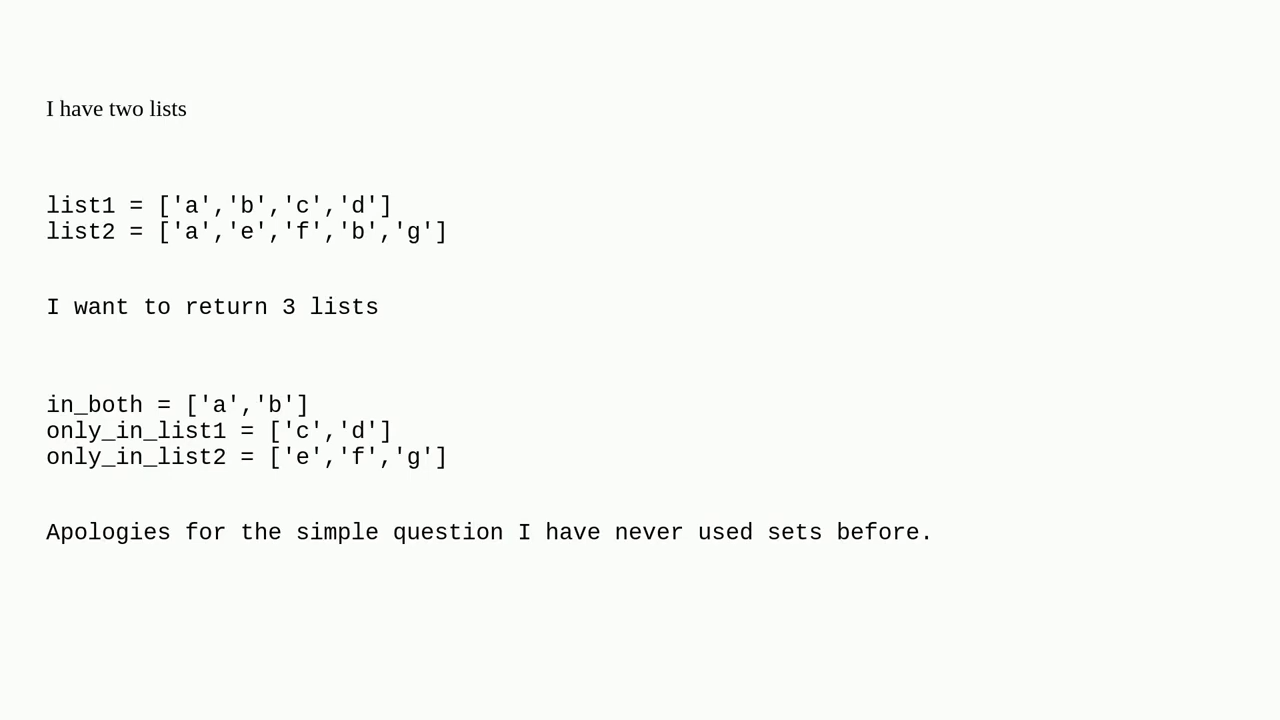 I have two lists
list1 = ['a','b','c','d']
list2 = ['a','e','f','b','g']
I want to return 3 lists
in_both = ['a','b']
only_in_list1 = ['c','d']
only_in_list2 = ['e','f','g']
Apologies for the simple question I have never used sets before.